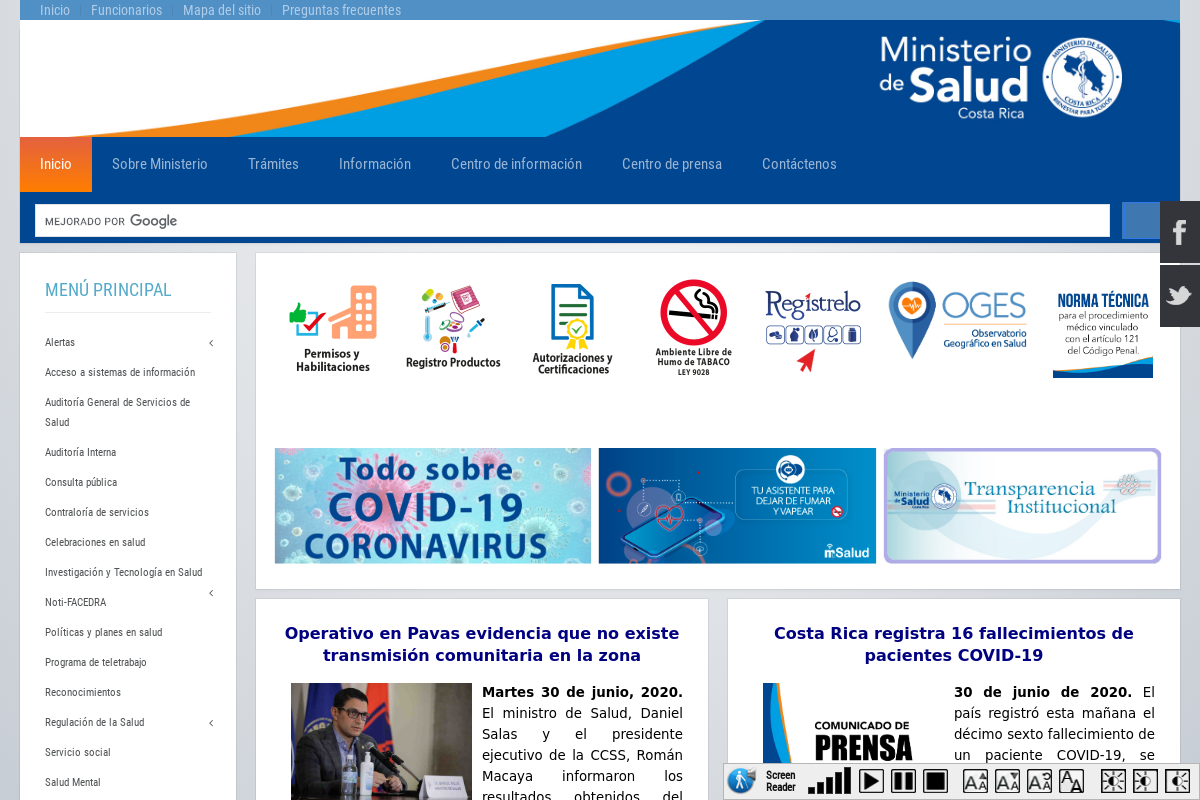 Inicio Funcionarios Mapa del sitio Preguntas frecuentes
Ministerio
de Salud
Costa Rica
MINISTERIO DE SALUD
COSTA RICA
BIENESTAR PARA TODOS
Inicio Sobre Ministerio Trámites Información Centro de información Centro de prensa Contáctenos
MEJORADO POR Google
MENÚ PRINCIPAL
Alertas
Acceso a sistemas de información
Auditoría General de Servicios de
Salud
Auditoría Interna
Consulta pública
Contraloría de servicios
Celebraciones en salud
Investigación y Tecnología en Salud
Noti-FACEDRA
Políticas y planes en salud
Programa de teletrabajo
Reconocimientos
Regulación de la Salud
Servicio social
Salud Mental
Permisos y
Habilitaciones
Registro Productos
Autorizaciones y
Certificaciones
Ambiente Libre de
Humo de TABACO
LEY 9028
Regístrelo
OGES
Observatorio
Geográfico en Salud
NORMA TÉCNICA
para el procedimiento
médico vinculado
con el artículo 121
del Código Penal.
Todo sobre
COVID-19
CORONAVIRUS
TU ASISTENTE PARA
DEJAR DE FUMAR
Y VAPEAR
mSalud
Ministerio
de Salud
Costa Rica
Transparencia
Institucional
Operativo en Pavas evidencia que no existe
transmisión comunitaria en la zona
Martes 30 de junio, 2020.
El ministro de Salud, Daniel
Salas y el presidente
ejecutivo de la CCSS, Román
Macaya informaron los
resultados obtenidos del
Costa Rica registra 16 fallecimientos de
pacientes COVID-19
COMUNICADO DE
PRENSA
30 de junio de 2020. El
país registró esta mañana el
décimo sexto fallecimiento de
un paciente COVID-19, se
Screen
Reader